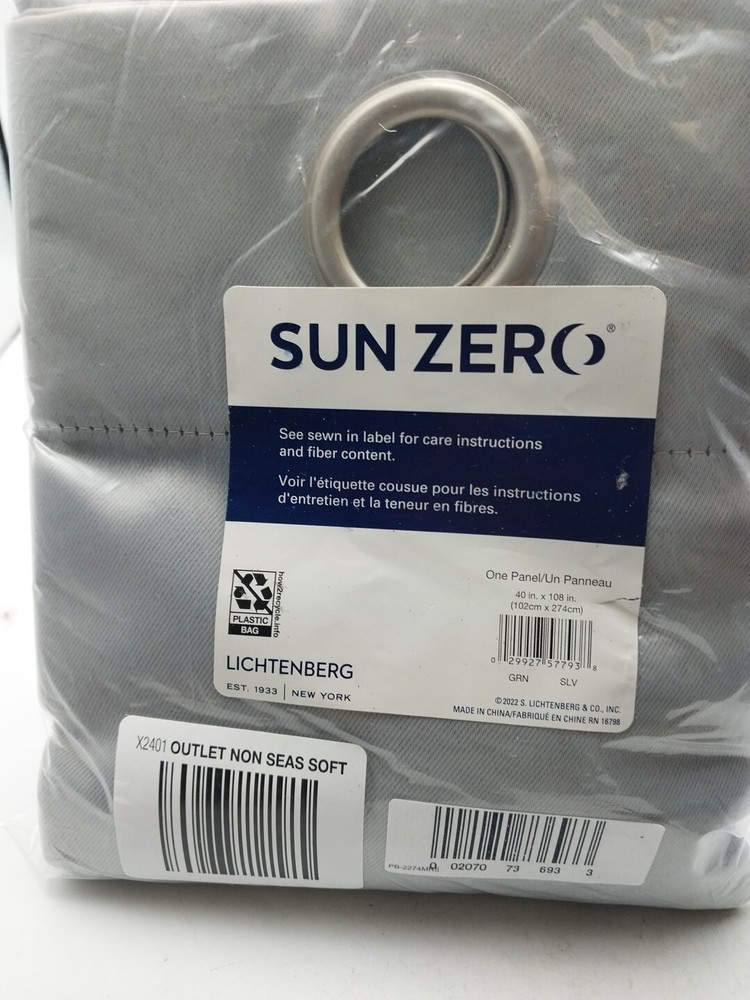 SUN ZERO®
See sewn in label for care instructions
and fiber content.
Voir l'étiquette cousue pour les instructions
d'entretien et la teneur en fibres.
PLASTIC
BAG
how2recycle.info
One Panel/Un Panneau
40 in. x 108 in.
(102cm x 274cm)
0 29927 57793 8
GRN SLV
LICHTENBERG
EST. 1933 | NEW YORK
©2022 S. LICHTENBERG & CO., INC.
MADE IN CHINA/FABRIQUÉ EN CHINE RN 16798
X2401 OUTLET NON SEAS SOFT
0 02070 73 693 3